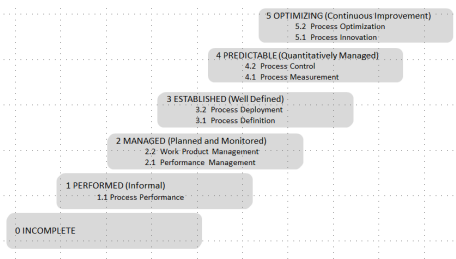 5 OPTIMIZING (Continuous Improvement)
5.2 Process Optimization
5.1 Process Innovation
4 PREDICTABLE (Quantitatively Managed)
4.2 Process Control
4.1 Process Measurement
3 ESTABLISHED (Well Defined)
3.2 Process Deployment
3.1 Process Definition
2 MANAGED (Planned and Monitored)
2.2 Work Product Management
2.1 Performance Management
1 PERFORMED (Informal)
1.1 Process Performance
0 INCOMPLETE